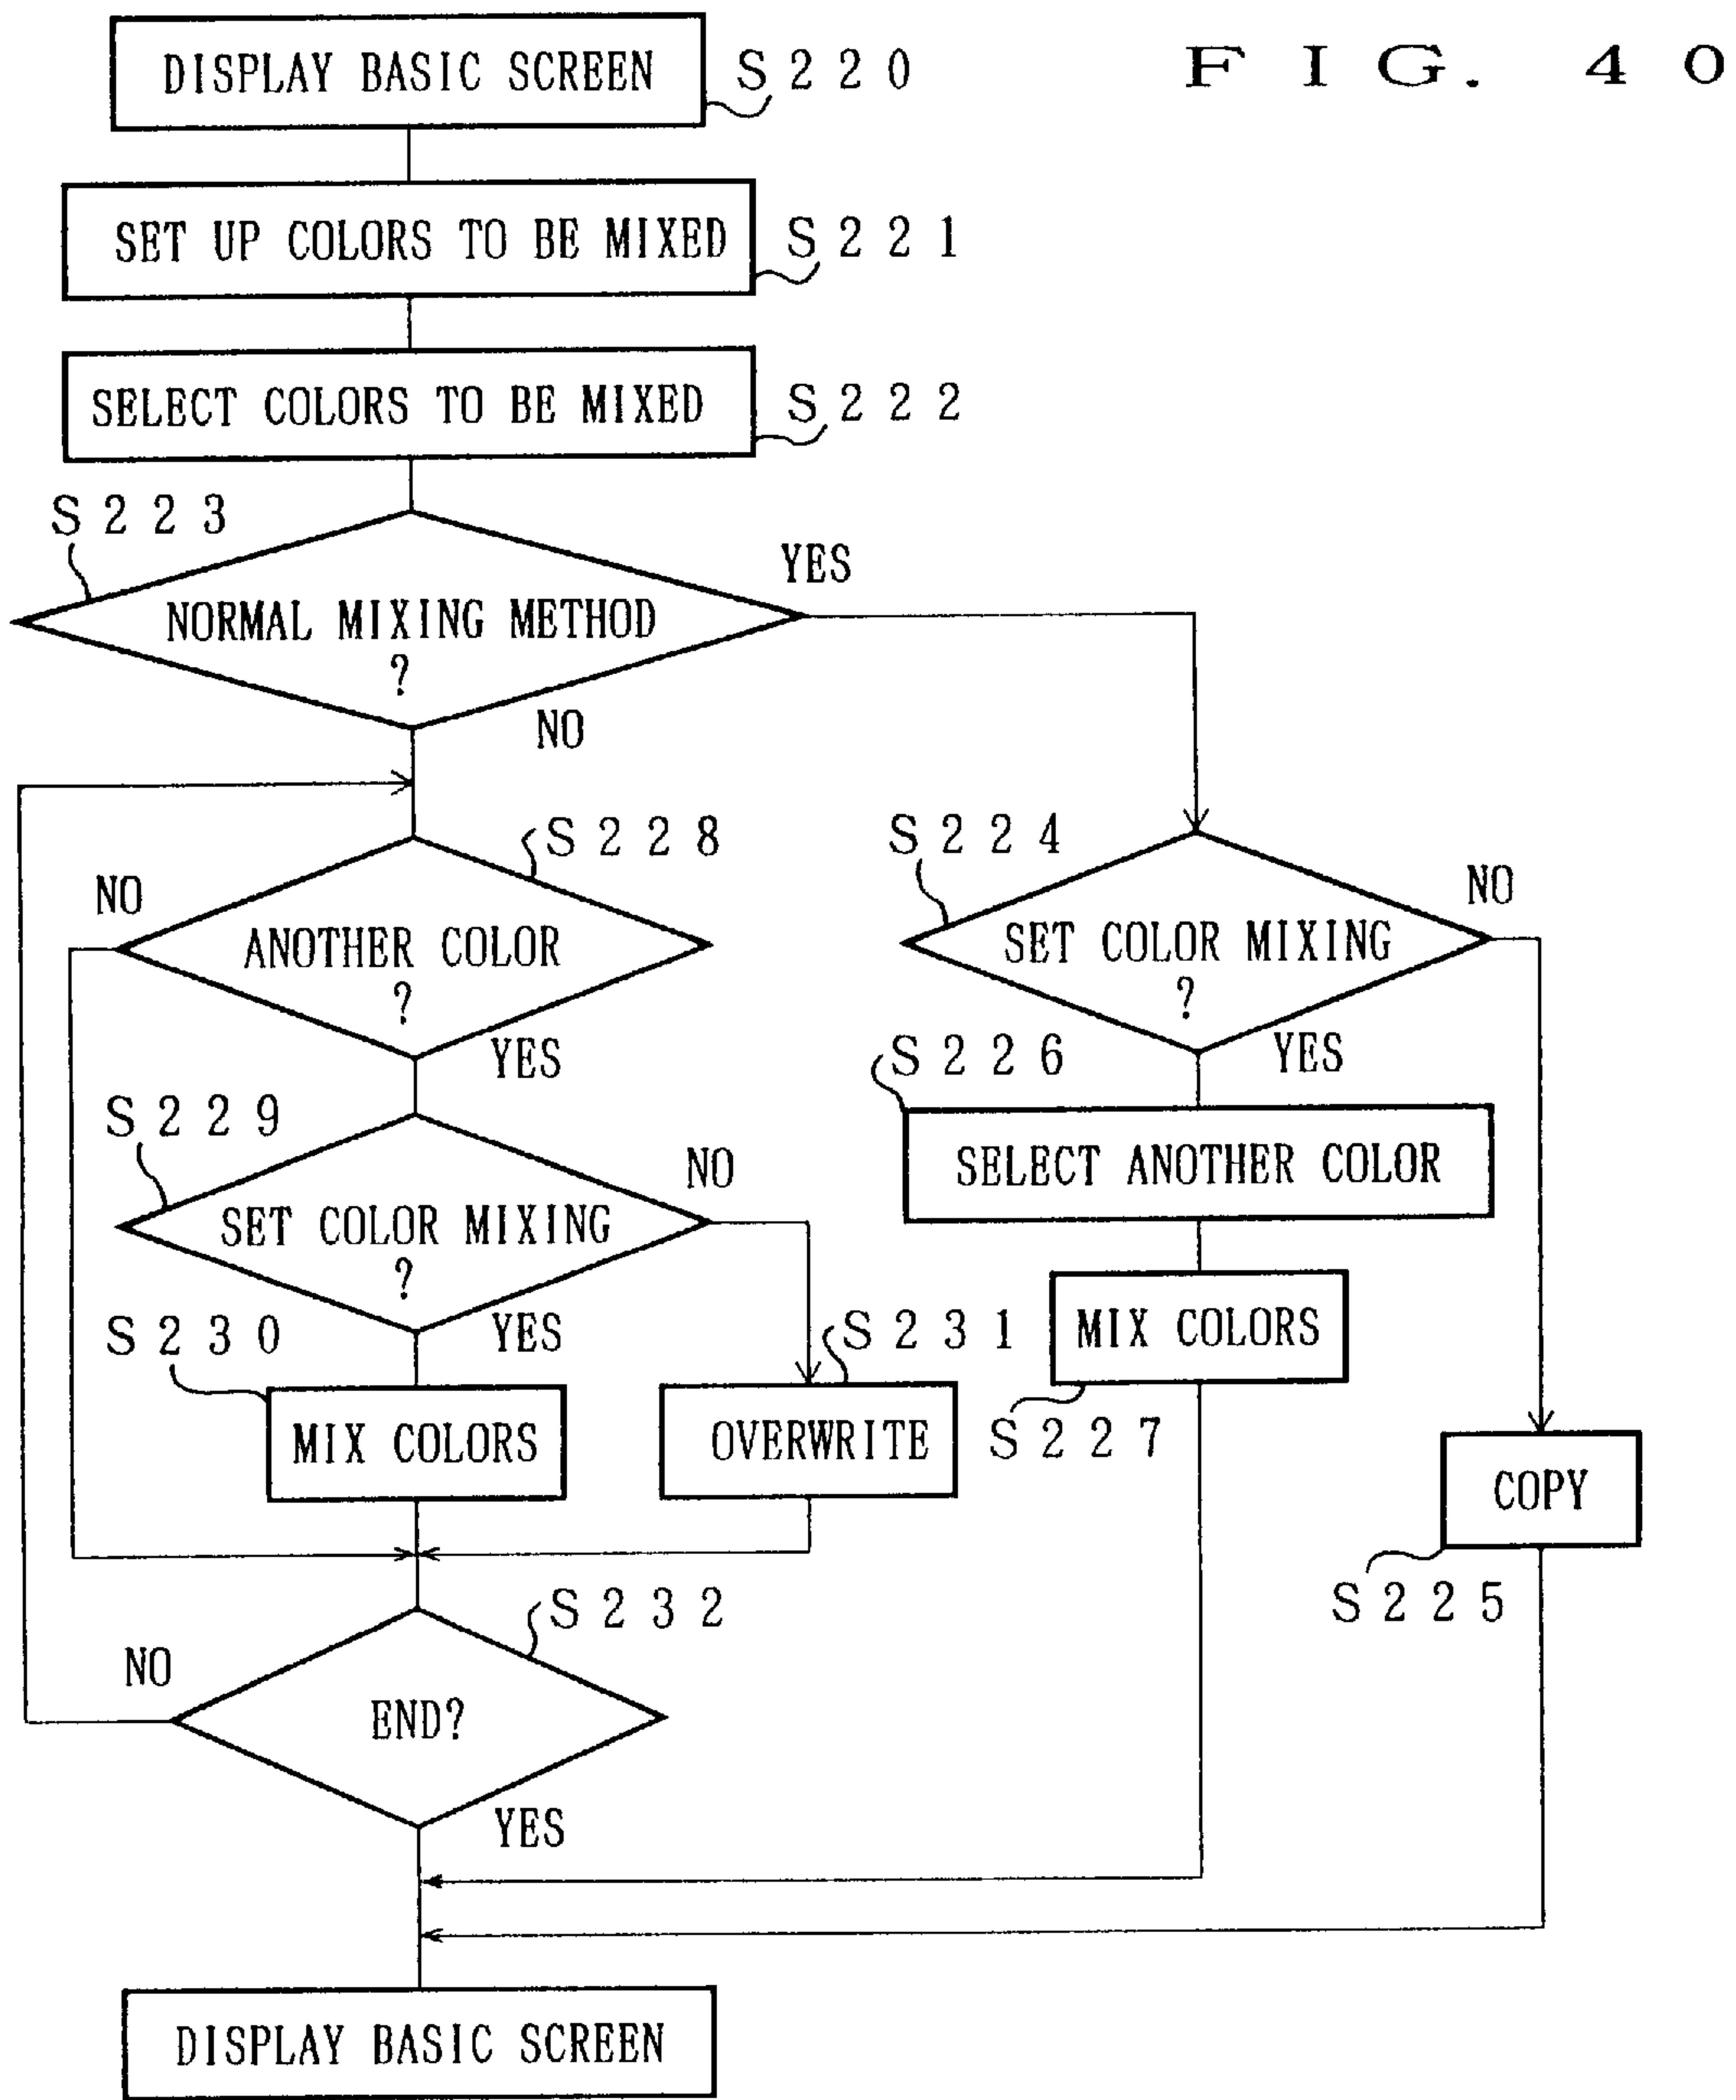 DISPLAY BASIC SCREEN
S220
FIG. 40
SET UP COLORS TO BE MIXED
S221
SELECT COLORS TO BE MIXED
S222
S223
YES
NORMAL MIXING METHOD
?
NO
S228
S224
NO
NO
ANOTHER COLOR
?
SET COLOR MIXING
?
YES
YES
S226
S229
NO
SELECT ANOTHER COLOR
SET COLOR MIXING
?
S230
YES
S231
MIX COLORS
MIX COLORS
OVERWRITE
S227
COPY
S225
S232
NO
END?
YES
DISPLAY BASIC SCREEN